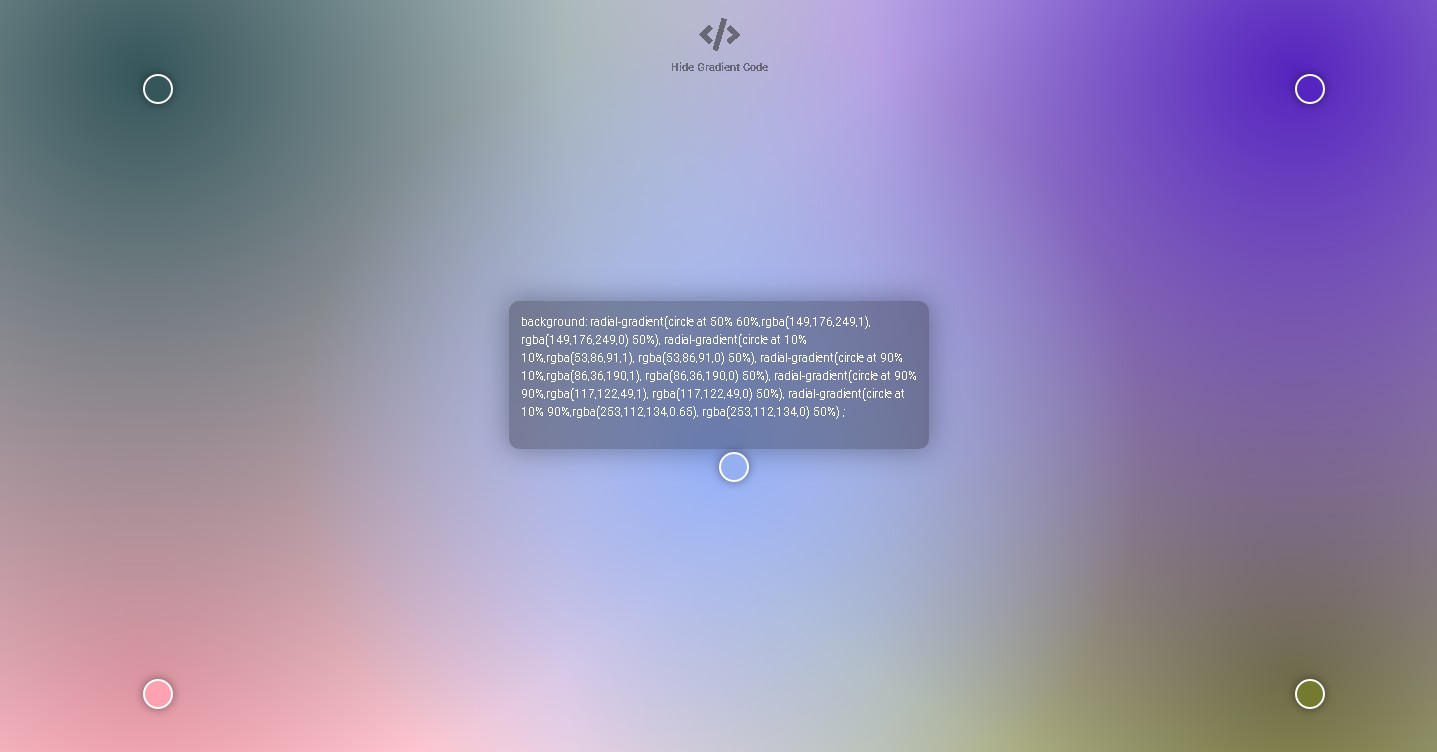 Hide Gradient Code
background: radial-gradient(circle at 50% 60%,rgba(149,176,249,1),
rgba(149,176,249,0) 50%), radial-gradient(circle at 10%
10%,rgba(53,86,91,1), rgba(53,86,91,0) 50%), radial-gradient(circle at 90%
10%,rgba(86,36,190,1), rgba(86,36,190,0) 50%), radial-gradient(circle at 90%
90%,rgba(117,122,49,1), rgba(117,122,49,0) 50%), radial-gradient(circle at
10% 90%,rgba(253,112,134,0.65), rgba(253,112,134,0) 50%) ;